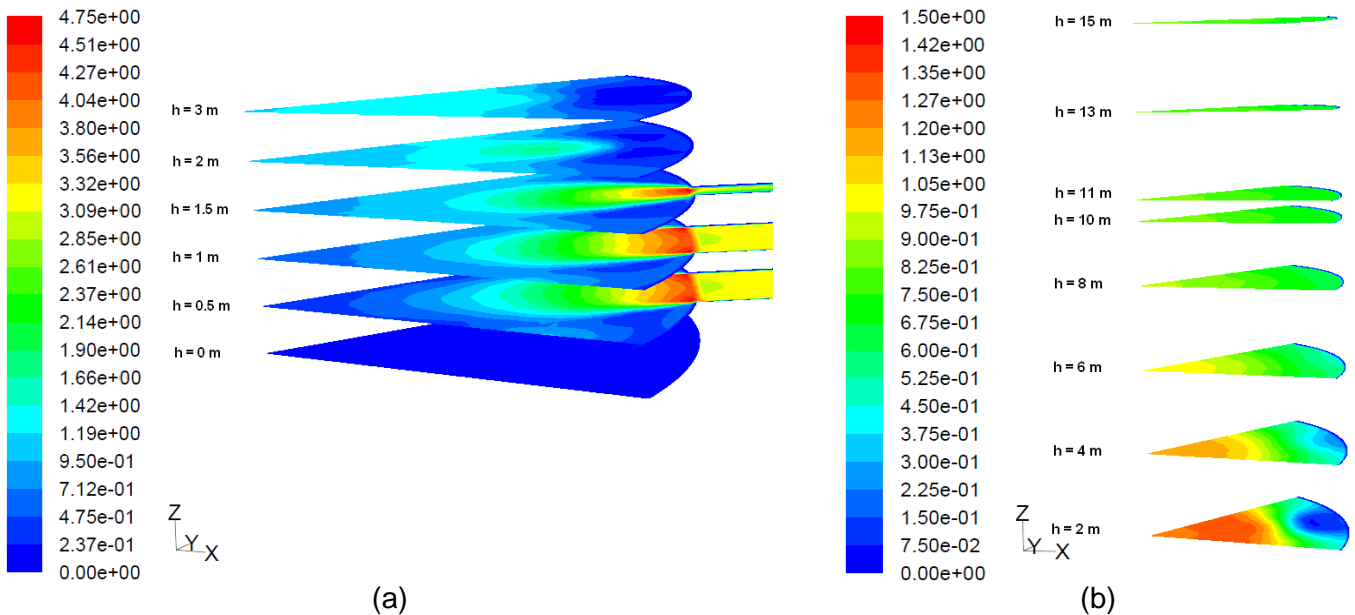 4.75e+00
4.51e+00
4.27e+00
4.04e+00
3.80e+00
3.56e+00
3.32e+00
3.09e+00
2.85e+00
2.61e+00
2.37e+00
2.14e+00
1.90e+00
1.66e+00
1.42e+00
1.19e+00
9.50e-01
7.12e-01
4.75e-01
2.37e-01
0.00e+00
h = 3 m
h = 2 m
h = 1.5 m
h = 1 m
h = 0.5 m
h = 0 m
Z
Y
X
(a)
1.50e+00
1.42e+00
1.35e+00
1.27e+00
1.20e+00
1.13e+00
1.05e+00
9.75e-01
9.00e-01
8.25e-01
7.50e-01
6.75e-01
6.00e-01
5.25e-01
4.50e-01
3.75e-01
3.00e-01
2.25e-01
1.50e-01
7.50e-02
0.00e+00
h = 15 m
h = 13 m
h = 11 m
h = 10 m
h = 8 m
h = 6 m
h = 4 m
h = 2 m
Z
Y
X
(b)